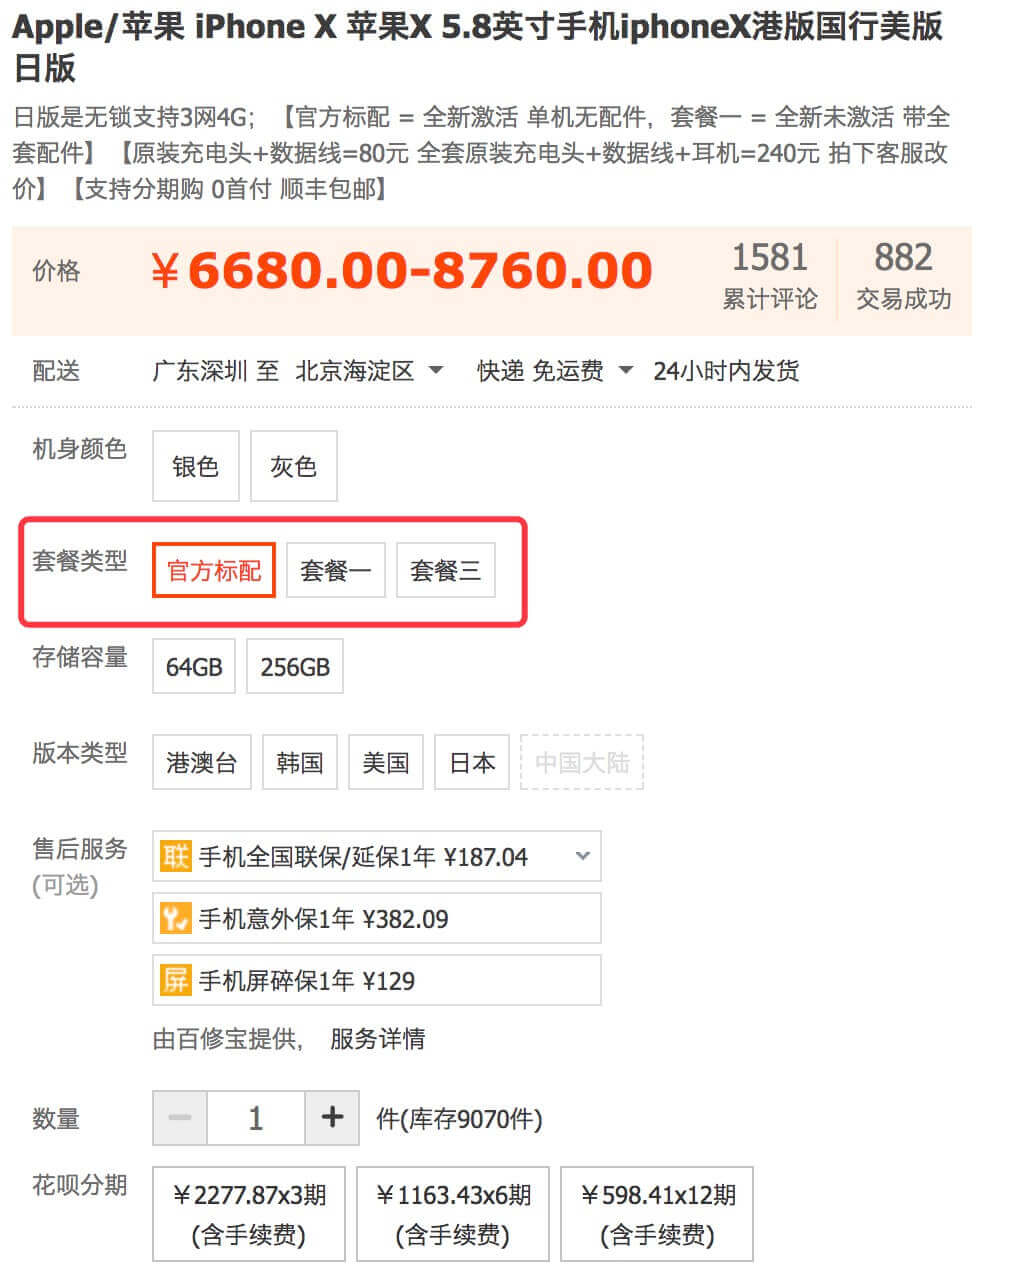 Apple/苹果 iPhone X 苹果X 5.8英寸手机iphoneX港版国行美版
日版
日版是无锁支持3网4G；【官方标配 = 全新激活 单机无配件，套餐一 = 全新未激活 带全
套配件】【原装充电头+数据线=80元 全套原装充电头+数据线+耳机=240元 拍下客服改
价】【支持分期购 0首付 顺丰包邮】
价格 ¥6680.00-8760.00 1581 882
累计评论 交易成功
配送 广东深圳 至 北京海淀区 快递 免运费 24小时内发货
机身颜色 银色 灰色
套餐类型 官方标配 套餐一 套餐三
存储容量 64GB 256GB
版本类型 港澳台 韩国 美国 日本 中国大陆
售后服务 联 手机全国联保/延保1年 ¥187.04
(可选)
手机意外保1年 ¥382.09
屏 手机屏碎保1年 ¥129
由百修宝提供， 服务详情
数量 − 1 + 件(库存9070件)
花呗分期 ¥2277.87x3期 ¥1163.43x6期 ¥598.41x12期
(含手续费) (含手续费) (含手续费)